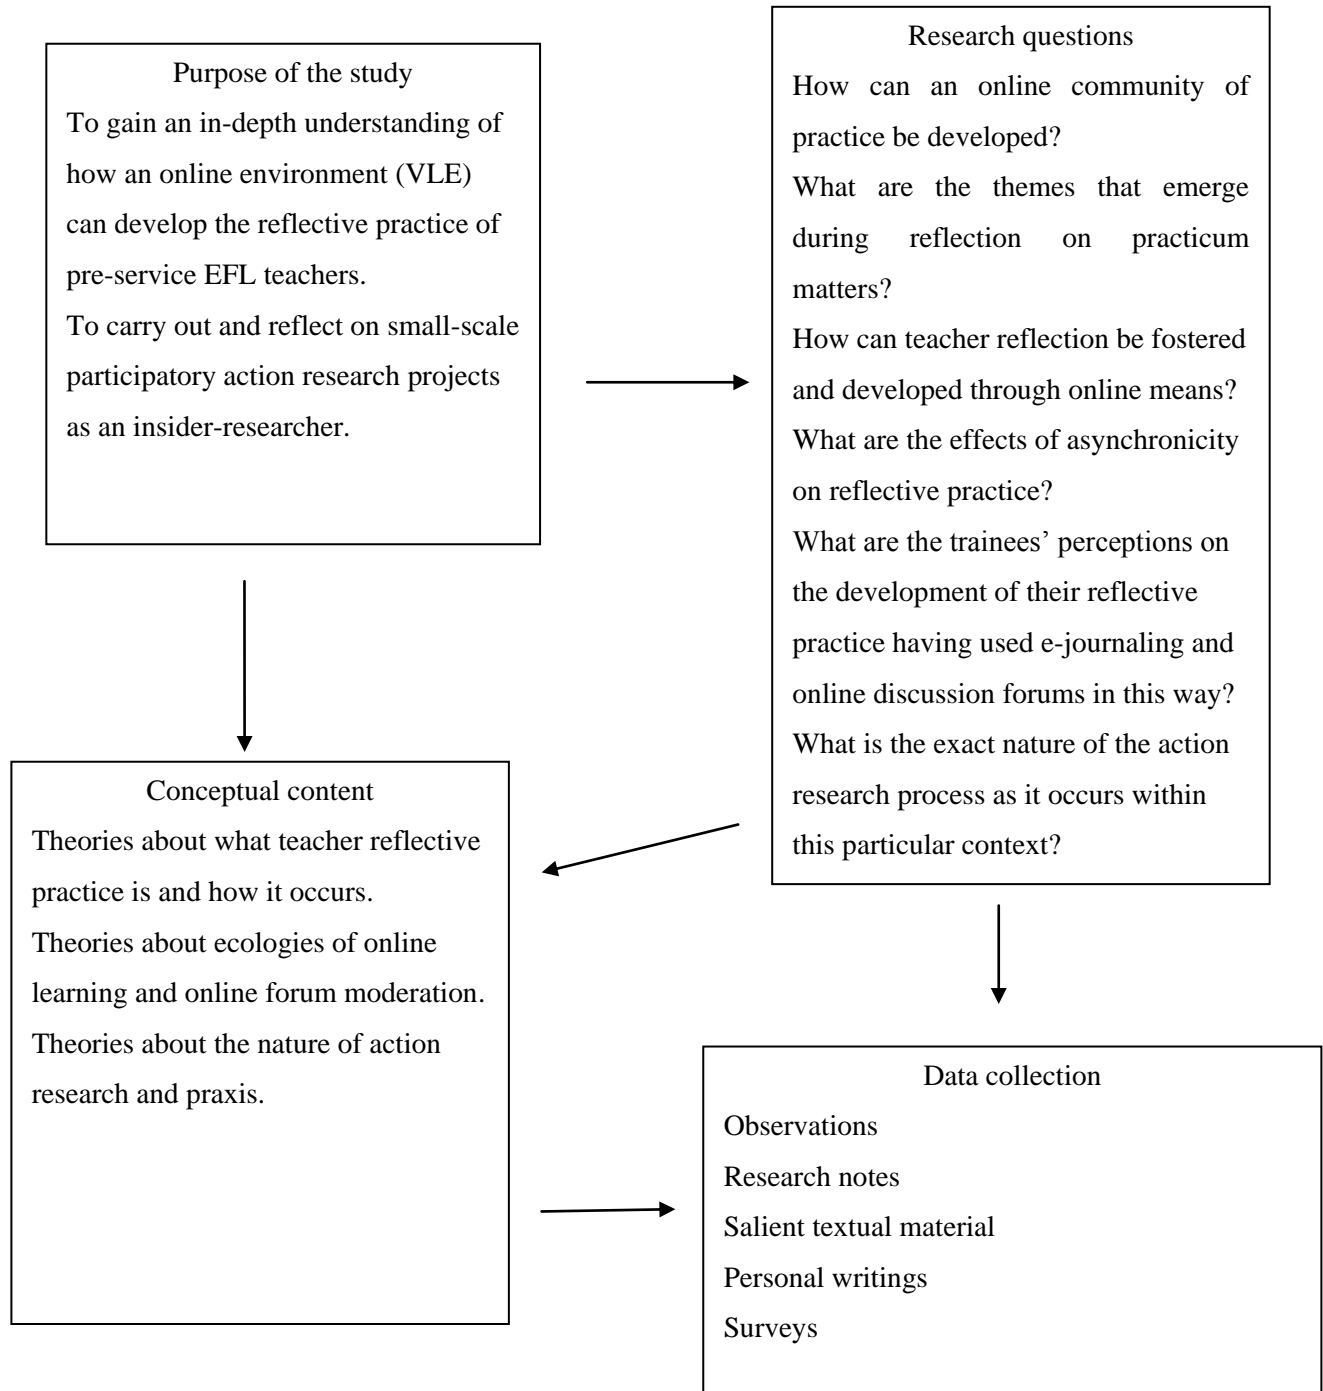 Purpose of the study
To gain an in-depth understanding of
how an online environment (VLE)
can develop the reflective practice of
pre-service EFL teachers.
To carry out and reflect on small-scale
participatory action research projects
as an insider-researcher.
Research questions
How can an online community of
practice be developed?
What are the themes that emerge
during reflection on practicum
matters?
How can teacher reflection be fostered
and developed through online means?
What are the effects of asynchronicity
on reflective practice?
What are the trainees’ perceptions on
the development of their reflective
practice having used e-journaling and
online discussion forums in this way?
What is the exact nature of the action
research process as it occurs within
this particular context?
Conceptual content
Theories about what teacher reflective
practice is and how it occurs.
Theories about ecologies of online
learning and online forum moderation.
Theories about the nature of action
research and praxis.
Data collection
Observations
Research notes
Salient textual material
Personal writings
Surveys